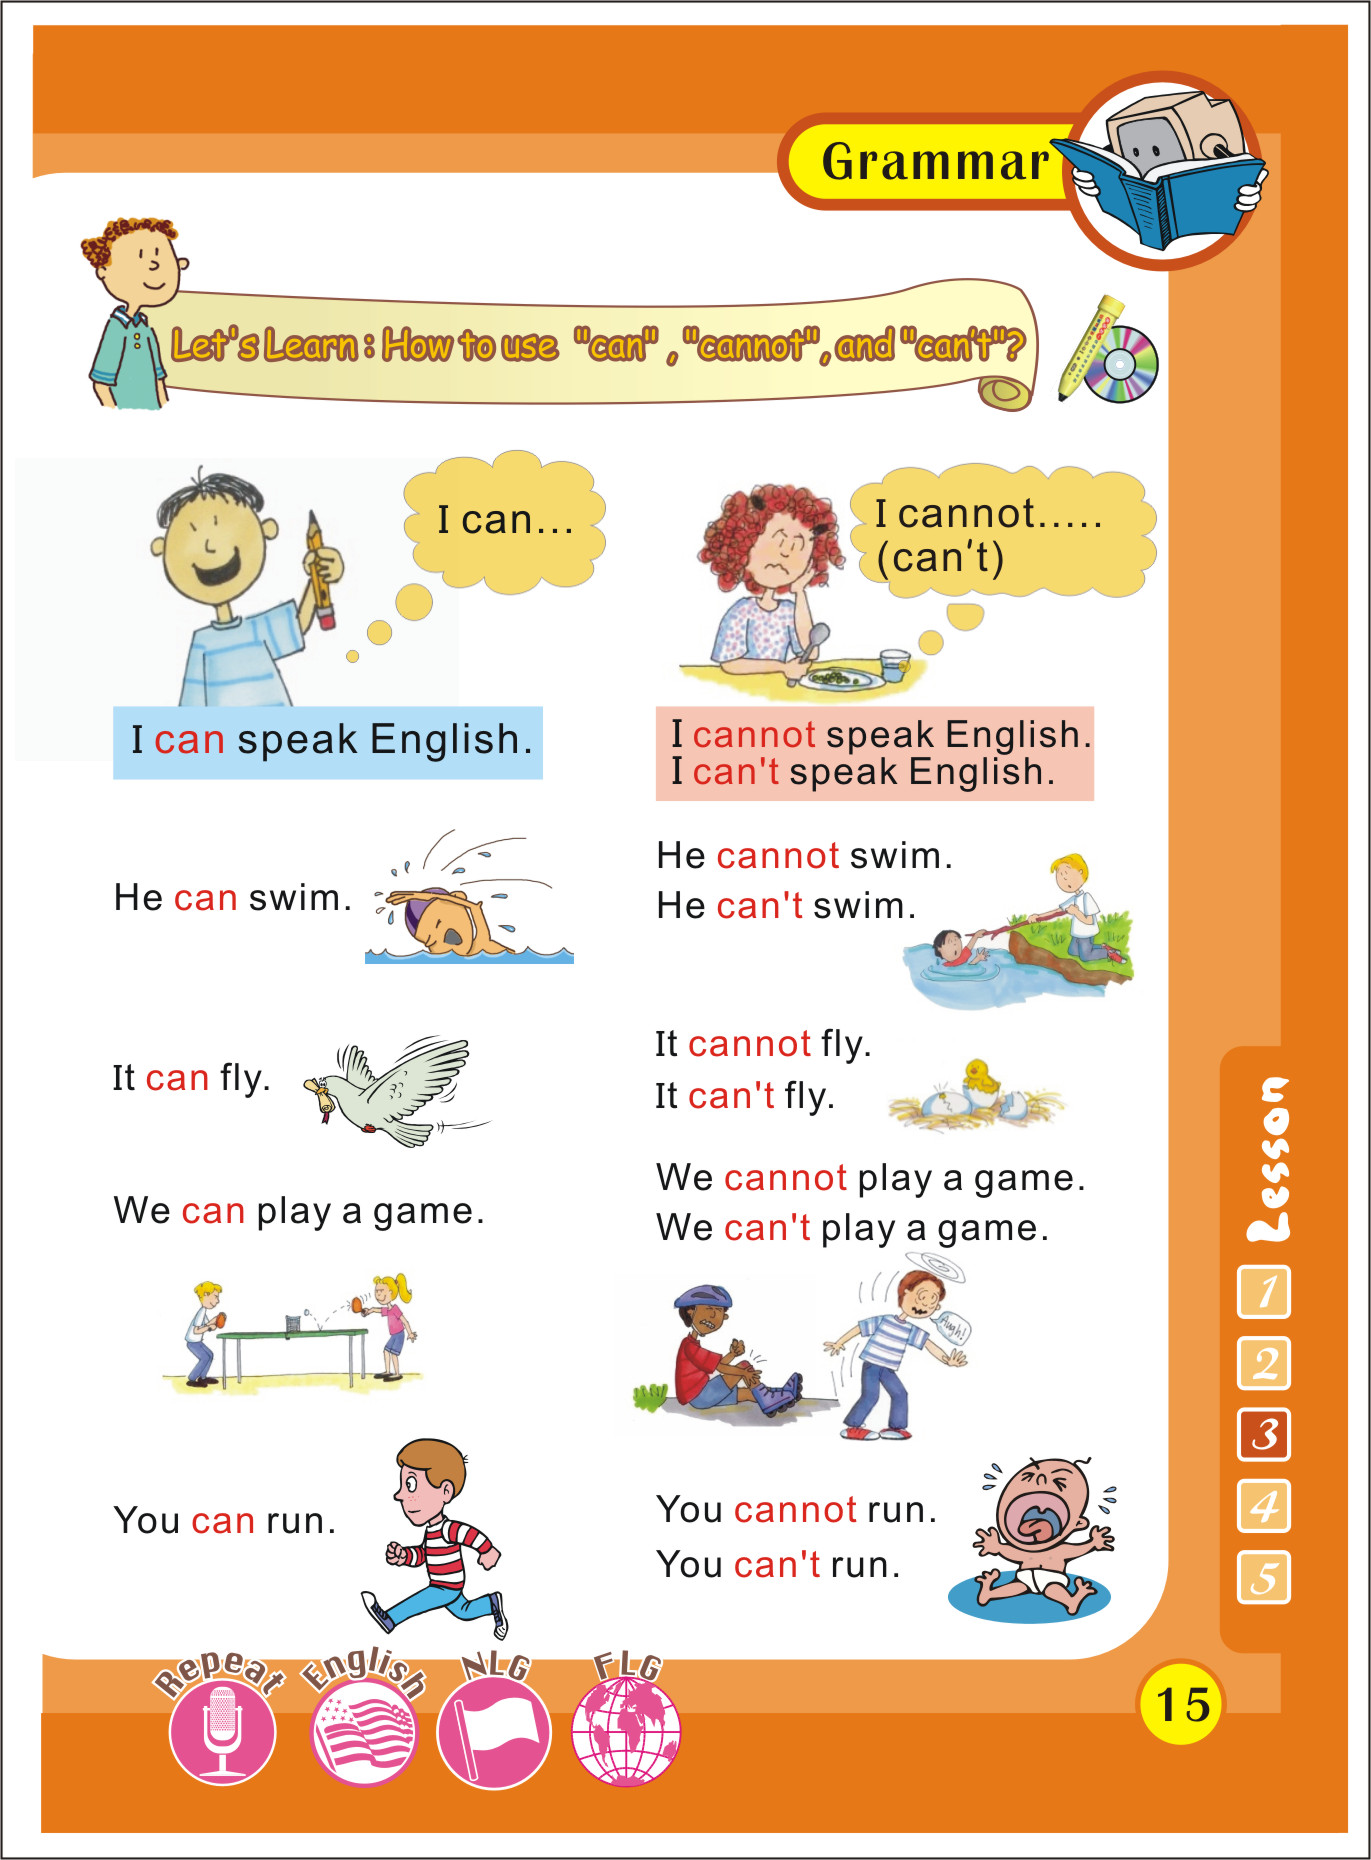 Grammar
Let's Learn : How to use "can" , "cannot", and "can't"?
I can...
I cannot.....
(can't)
I can speak English.
I cannot speak English.
I can't speak English.
He can swim.
He cannot swim.
He can't swim.
It can fly.
It cannot fly.
It can't fly.
We can play a game.
We cannot play a game.
We can't play a game.
Augh!
You can run.
You cannot run.
You can't run.
Lesson
1
2
3
4
5
Repeat
English
NLG
FLG
15